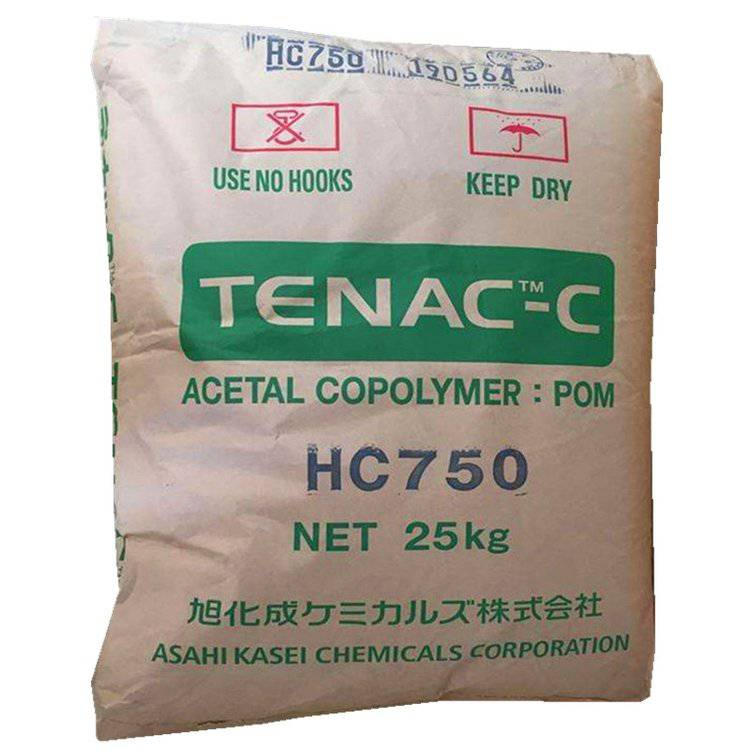 HC750 190564
USE NO HOOKS
KEEP DRY
TENAC™-C
ACETAL COPOLYMER : POM
HC750
NET 25kg
旭化成ケミカルズ株式会社
ASAHI KASEI CHEMICALS CORPORATION